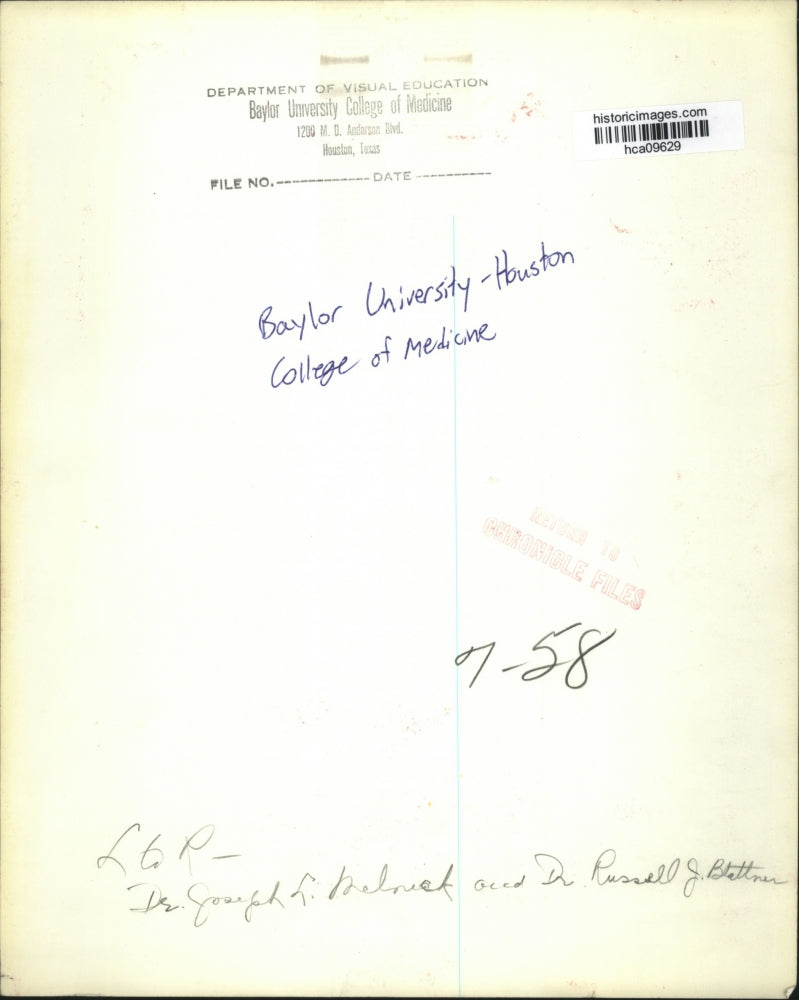 DEPARTMENT OF VISUAL EDUCATION
Baylor University College of Medicine
1200 M. D. Anderson Blvd.
Houston, Texas
FILE NO.------------DATE----------
historicimages.com
hca09629
Baylor University-Houston
College of Medicine
RETURN TO
CHRONICLE FILES
7-58
L to R-
Dr. Joseph L. Melnick and Dr. Russell J. Blattner